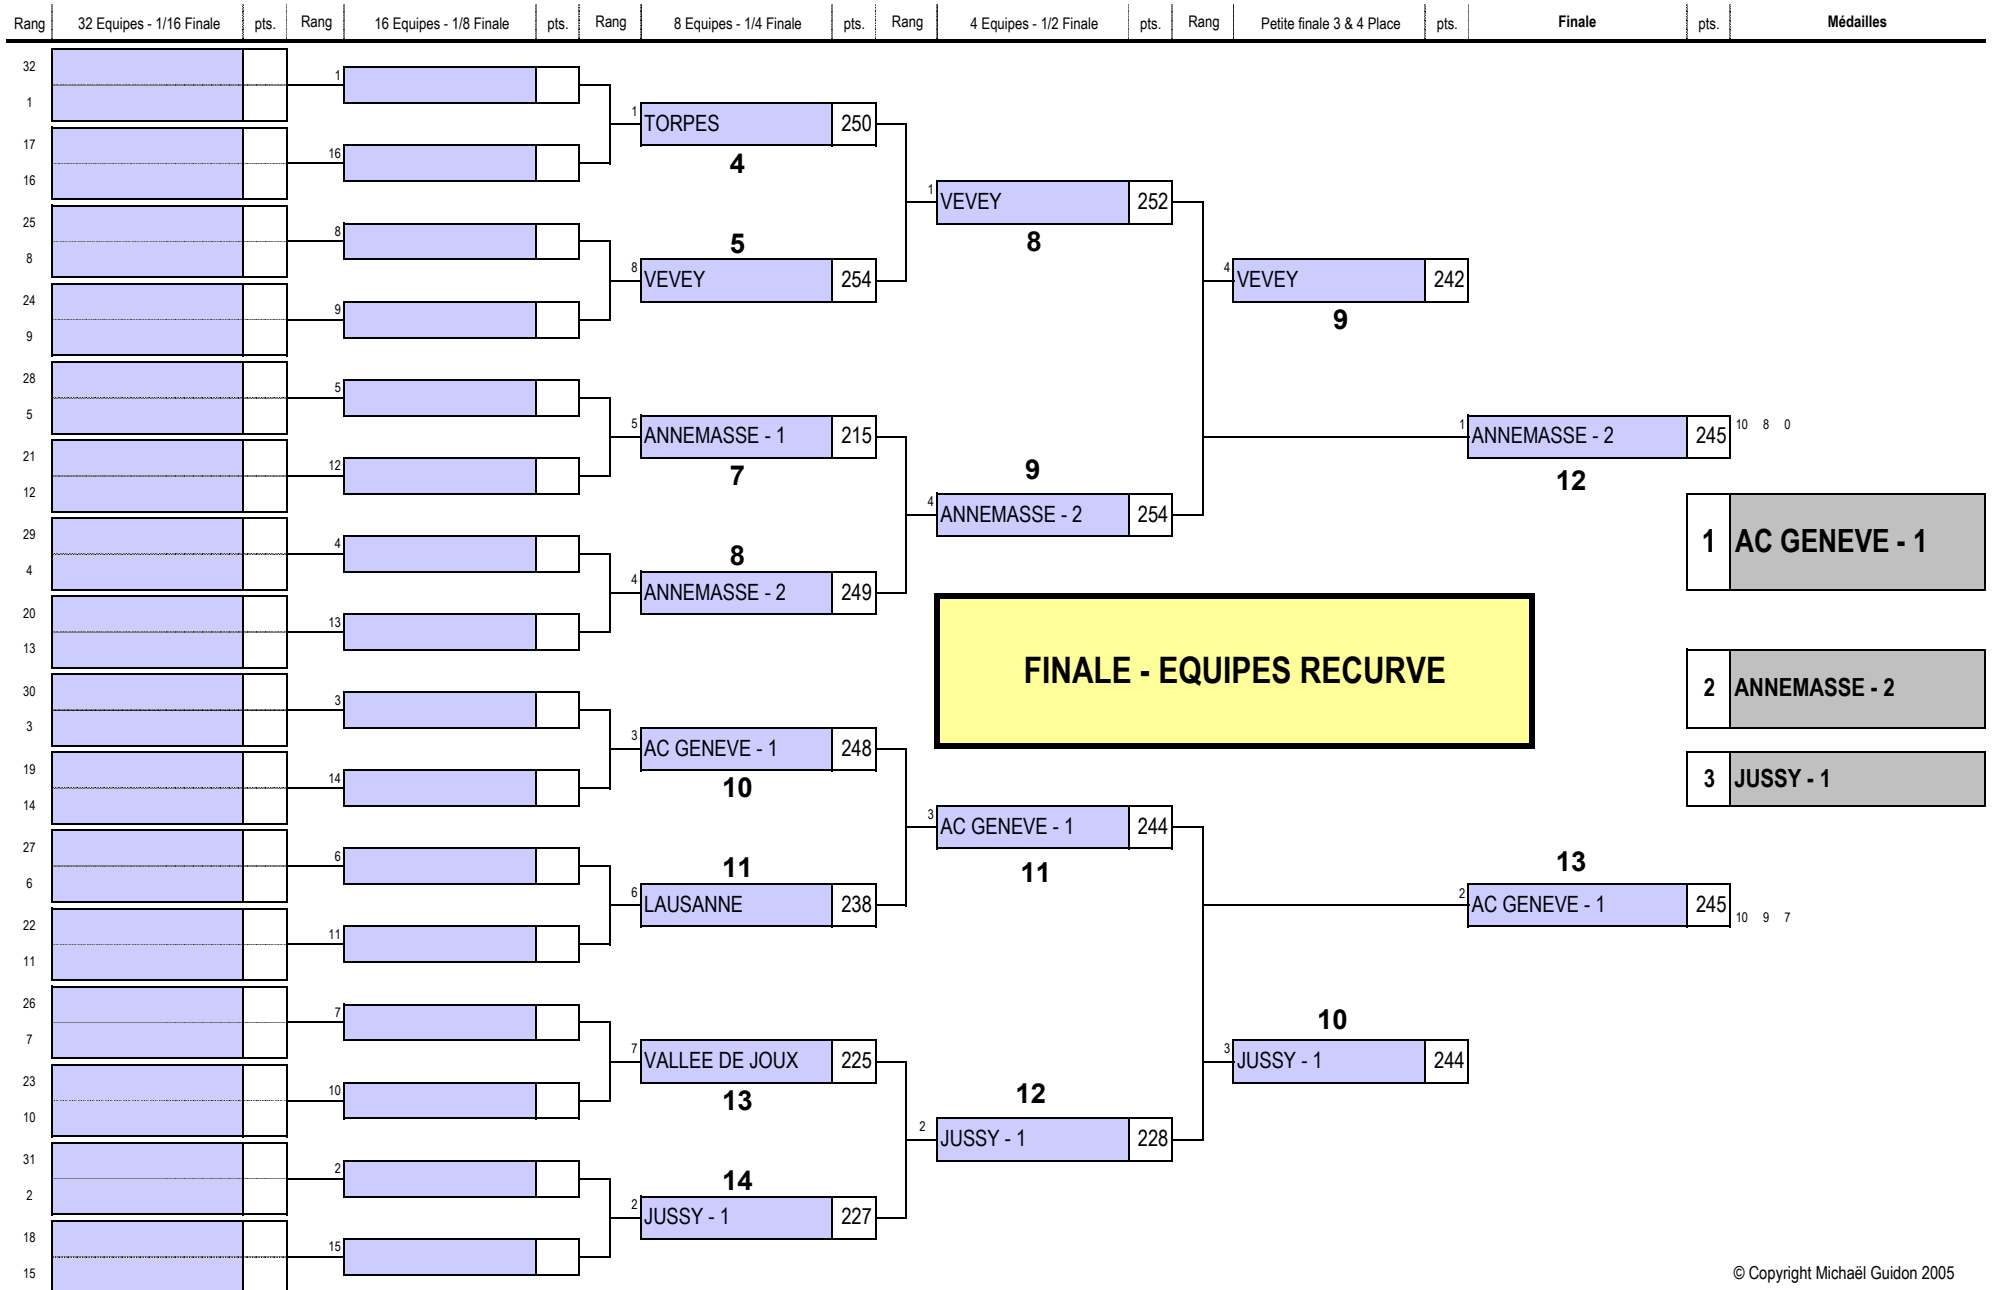 Rang 32 Equipes - 1/16 Finale pts. Rang 16 Equipes - 1/8 Finale pts. Rang 8 Equipes - 1/4 Finale pts. Rang 4 Equipes - 1/2 Finale pts. Rang Petite finale 3 & 4 Place pts. Finale pts. Médailles
32
1
1
1 TORPES 250
17
16
4
16
1 VEVEY 252
25
8
8
5
8
8 VEVEY 254
4 VEVEY 242
24
9
9
9
28
5
5
5 ANNEMASSE - 1 215
1 ANNEMASSE - 2 245 10 8 0
21
12
7
9
12
12
4 ANNEMASSE - 2 254
1 AC GENEVE - 1
29
4
8
4
4 ANNEMASSE - 2 249
20
13
13
FINALE - EQUIPES RECURVE
2 ANNEMASSE - 2
30
3
3
3 AC GENEVE - 1 248
3 JUSSY - 1
19
14
10
14
3 AC GENEVE - 1 244
27
6
11
11
13
6
6 LAUSANNE 238
2 AC GENEVE - 1 245 10 9 7
22
11
11
26
7
10
7
7 VALLEE DE JOUX 225
3 JUSSY - 1 244
23
10
13
12
10
2 JUSSY - 1 228
31
2
14
2
2 JUSSY - 1 227
18
15
15
© Copyright Michaël Guidon 2005